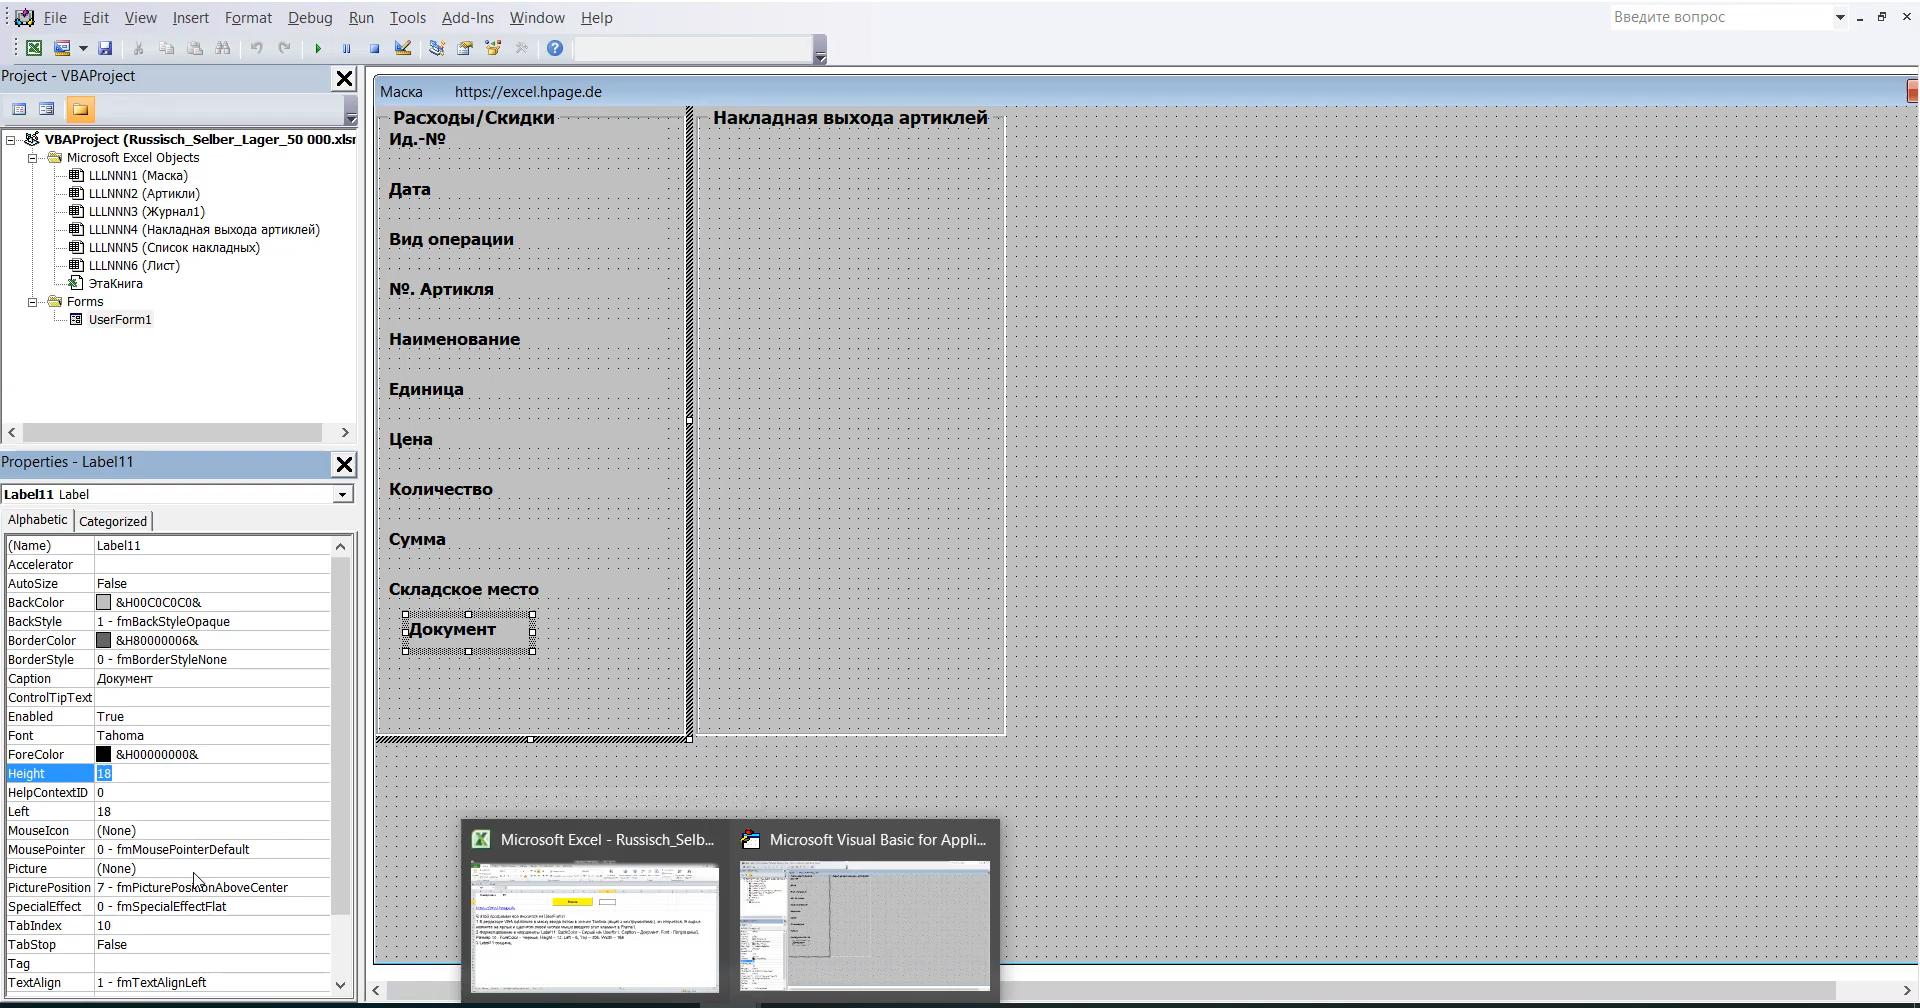 File Edit View Insert Format Debug Run Tools Add-Ins Window Help
Введите вопрос
Project - VBAProject
VBAProject (Russisch_Selber_Lager_50 000.xlsm
Microsoft Excel Objects
LLLNNN1 (Маска)
LLLNNN2 (Артикли)
LLLNNN3 (Журнал1)
LLLNNN4 (Накладная выхода артиклей)
LLLNNN5 (Список накладных)
LLLNNN6 (Лист)
ЭтаКнига
Forms
UserForm1
Properties - Label11
Label11 Label
Alphabetic Categorized
(Name) Label11
Accelerator
AutoSize False
BackColor &H00C0C0C0&
BackStyle 1 - fmBackStyleOpaque
BorderColor &H80000006&
BorderStyle 0 - fmBorderStyleNone
Caption Документ
ControlTipText
Enabled True
Font Tahoma
ForeColor &H00000000&
Height 18
HelpContextID 0
Left 18
MouseIcon (None)
MousePointer 0 - fmMousePointerDefault
Picture (None)
PicturePosition 7 - fmPicturePositionAboveCenter
SpecialEffect 0 - fmSpecialEffectFlat
TabIndex 10
TabStop False
Tag
TextAlign 1 - fmTextAlignLeft
Маска https://excel.hpage.de
Расходы/Скидки
Ид.-№
Дата
Вид операции
№. Артикля
Наименование
Единица
Цена
Количество
Сумма
Складское место
Документ
Накладная выхода артиклей
Microsoft Excel - Russisch_Selb...
Microsoft Visual Basic for Appli...